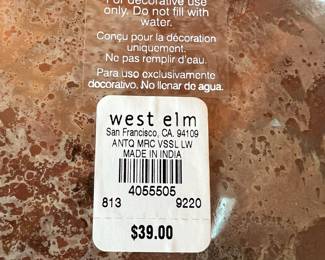 For decorative use
only. Do not fill with
water.
Conçu pour la décoration
uniquement.
Ne pas remplir d'eau.
Para uso exclusivamente
decorativo. No llenar de agua.
west elm
San Francisco, CA. 94109
ANTQ MRC VSSL LW
MADE IN INDIA
4055505
813 9220
$39.00